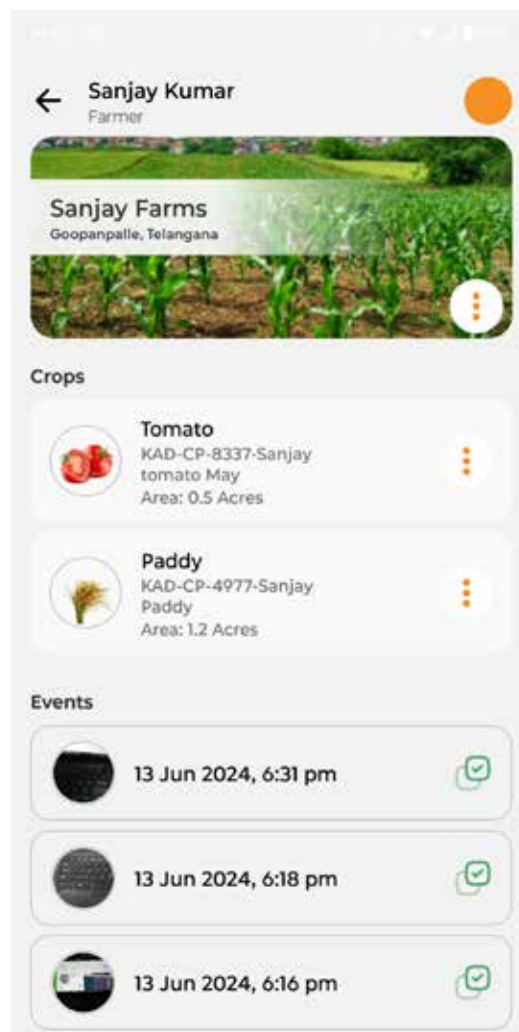 Sanjay Kumar
Farmer
Sanjay Farms
Goopanpalle, Telangana
Crops
Tomato
KAD-CP-8337-Sanjay
tomato May
Area: 0.5 Acres
Paddy
KAD-CP-4977-Sanjay
Paddy
Area: 1.2 Acres
Events
13 Jun 2024, 6:31 pm
13 Jun 2024, 6:18 pm
13 Jun 2024, 6:16 pm